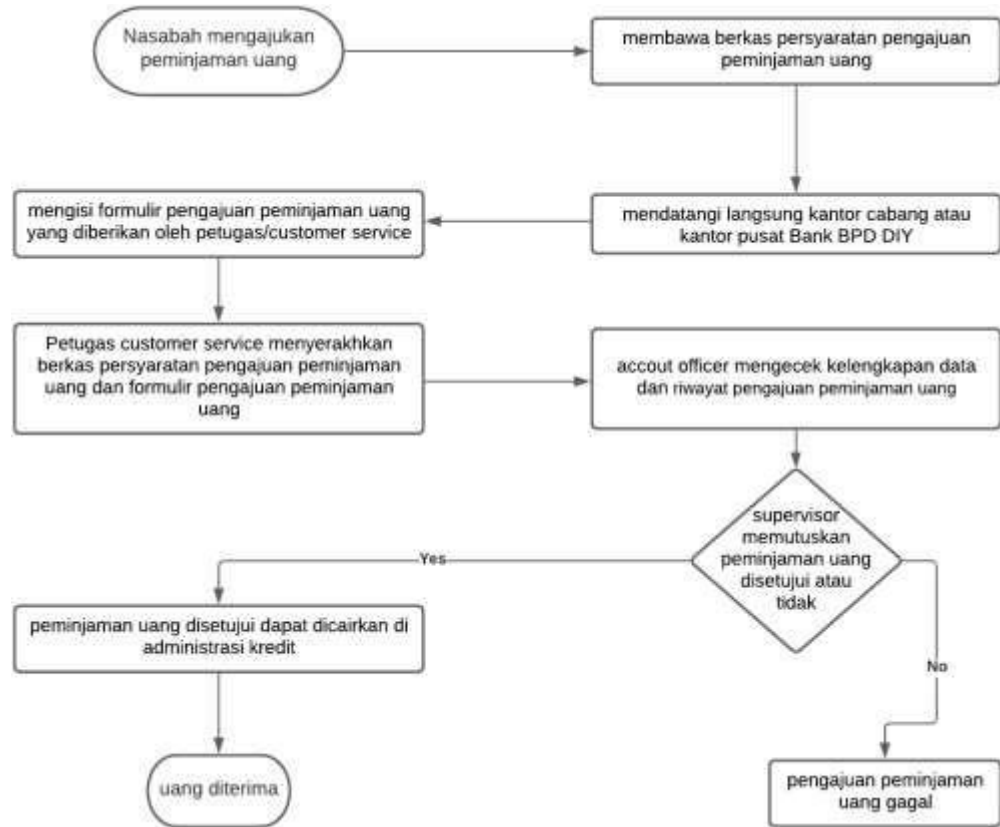 Nasabah mengajukan
peminjaman uang
membawa berkas persyaratan pengajuan
peminjaman uang
mendatangi langsung kantor cabang atau
kantor pusat Bank BPD DIY
mengisi formulir pengajuan peminjaman uang
yang diberikan oleh petugas/customer service
Petugas customer service menyerakhkan
berkas persyaratan pengajuan peminjaman
uang dan formulir pengajuan peminjaman
uang
accout officer mengecek kelengkapan data
dan riwayat pengajuan peminjaman uang
supervisor
memutuskan
peminjaman uang
disetujui atau
tidak
Yes
peminjaman uang disetujui dapat dicairkan di
administrasi kredit
uang diterima
No
pengajuan peminjaman
uang gagal